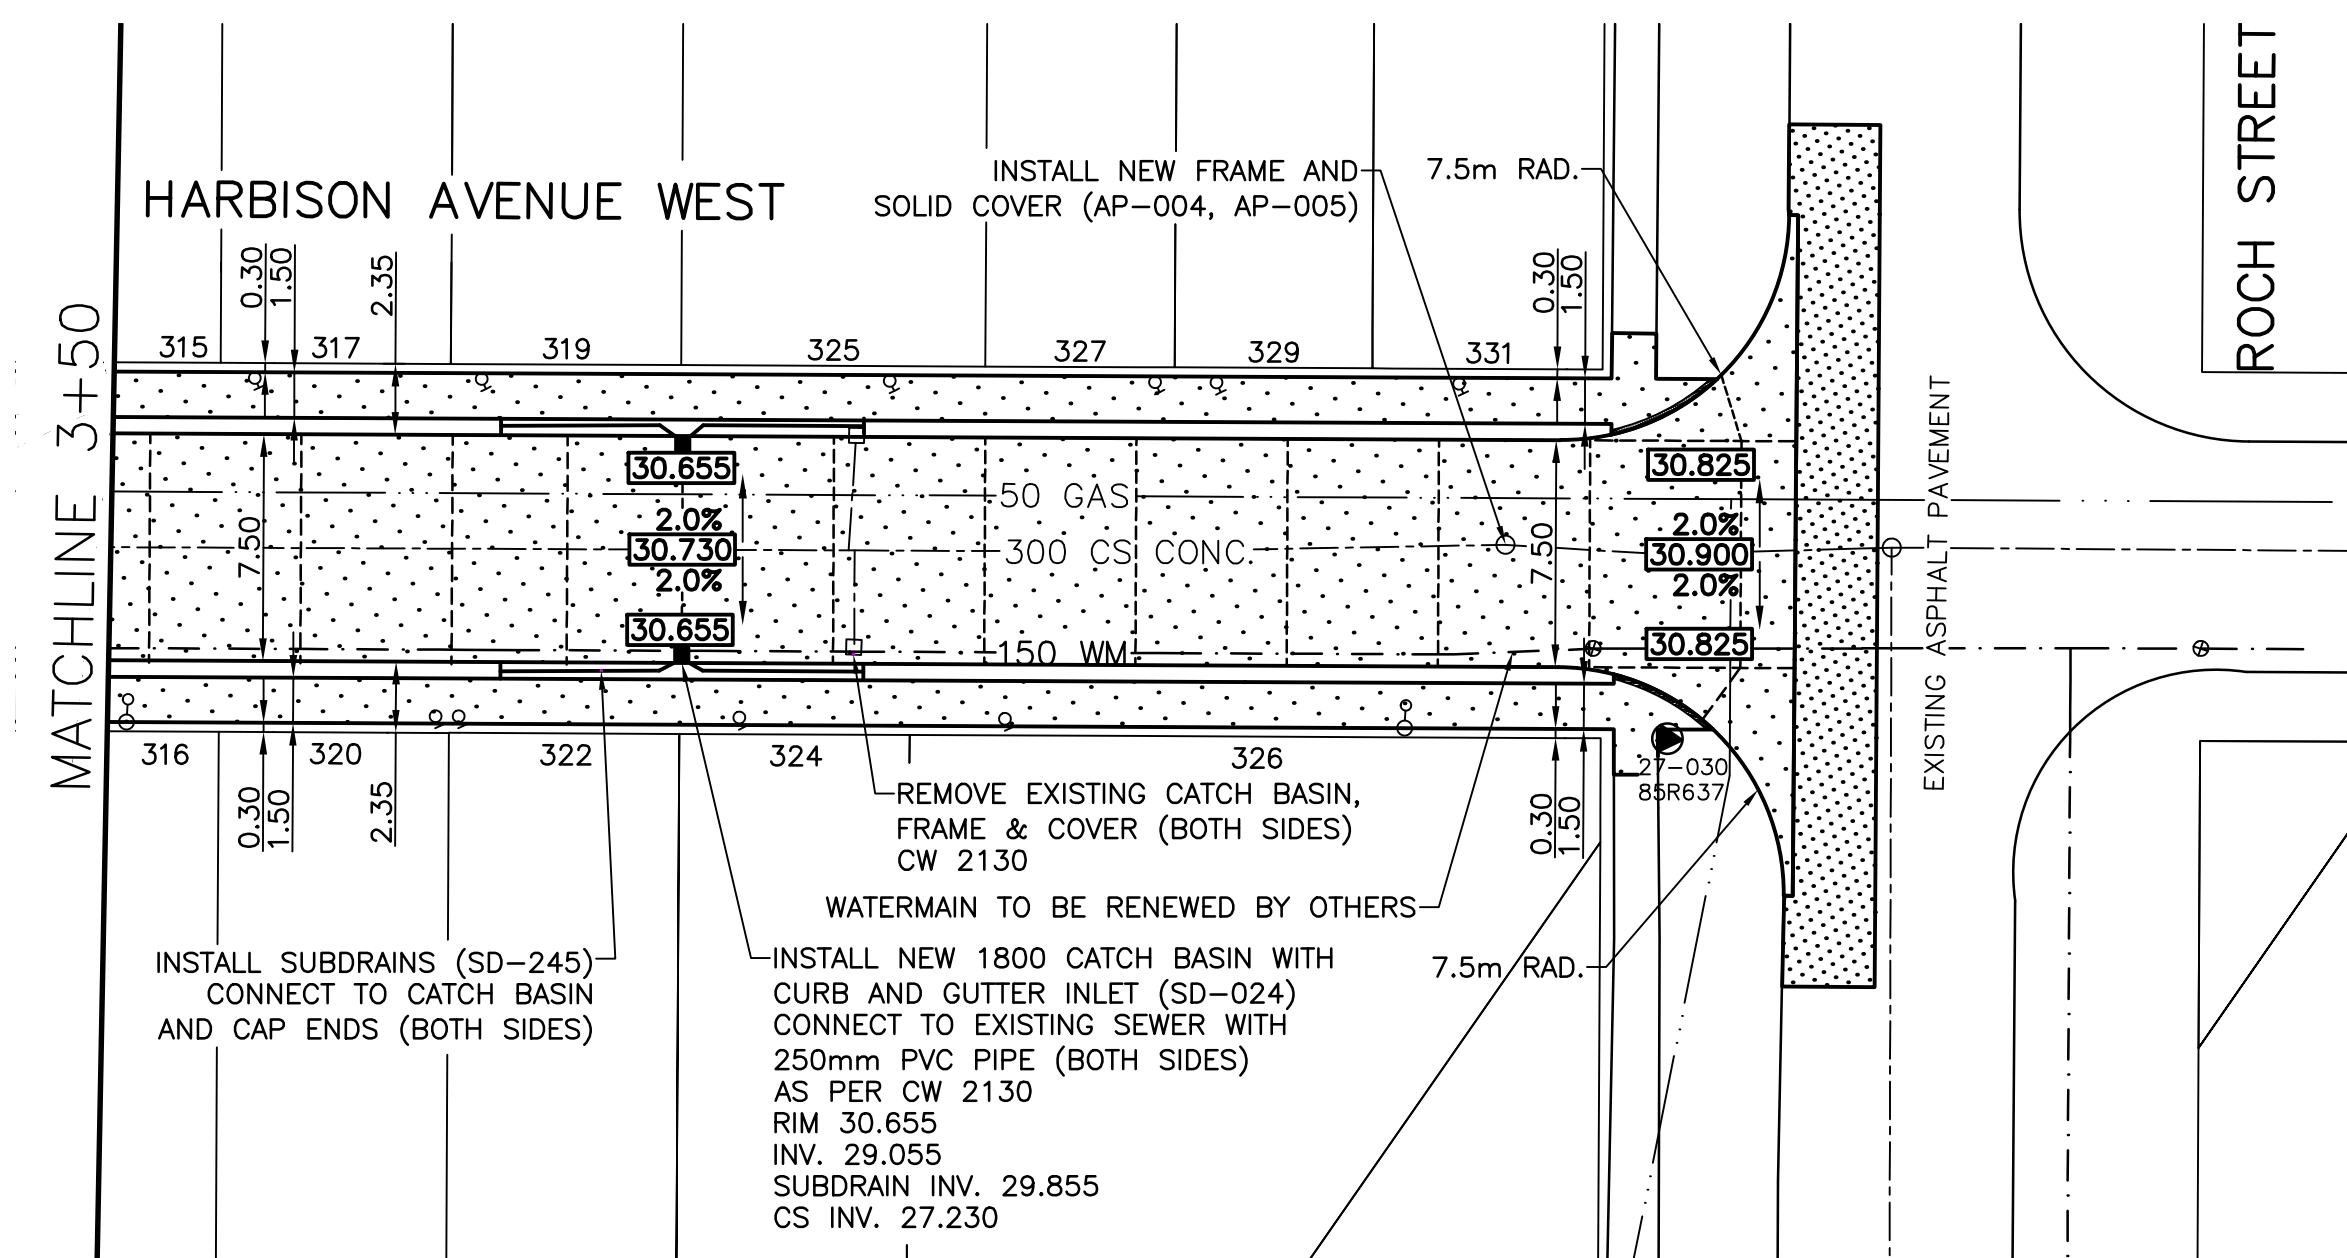 ROCH STREET
INSTALL NEW FRAME AND
SOLID COVER (AP-004, AP-005)
7.5m RAD.
HARBISON AVENUE WEST
0.30
1.50
2.35
0.30
1.50
MATCHLINE 3+50
315
317
319
325
327
329
331
EXISTING ASPHALT PAVEMENT
30.655
2.0%
30.730
2.0%
30.655
7.50
50 GAS
300 CS CONC.
150 WM
7.50
30.825
2.0%
30.900
2.0%
30.825
316
320
322
324
326
27-030
85R637
0.30
1.50
2.35
0.30
1.50
REMOVE EXISTING CATCH BASIN,
FRAME & COVER (BOTH SIDES)
CW 2130
WATERMAIN TO BE RENEWED BY OTHERS
INSTALL SUBDRAINS (SD-245)
CONNECT TO CATCH BASIN
AND CAP ENDS (BOTH SIDES)
INSTALL NEW 1800 CATCH BASIN WITH
CURB AND GUTTER INLET (SD-024)
CONNECT TO EXISTING SEWER WITH
250mm PVC PIPE (BOTH SIDES)
AS PER CW 2130
RIM 30.655
INV. 29.055
SUBDRAIN INV. 29.855
CS INV. 27.230
7.5m RAD.